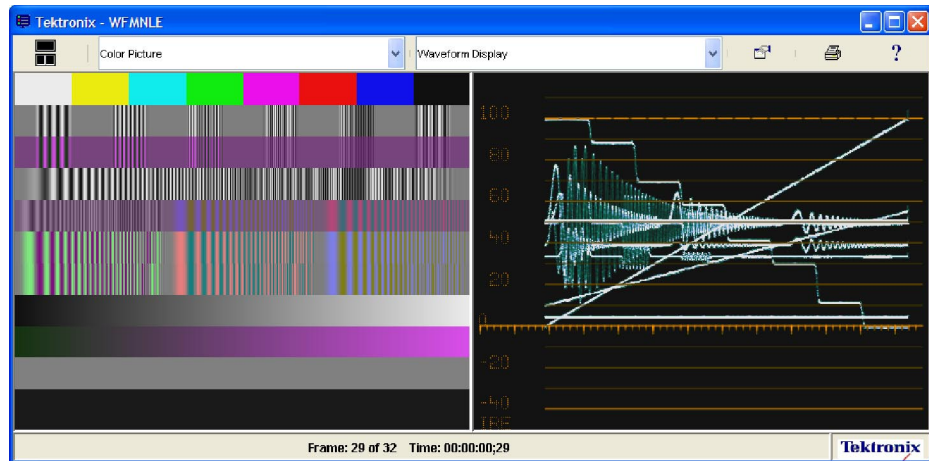 Tektronix - WFMNLE
Color Picture
Waveform Display
?
100
80
60
40
20
0
-20
-40
IRE
Frame: 29 of 32 Time: 00:00:00;29
Tektronix